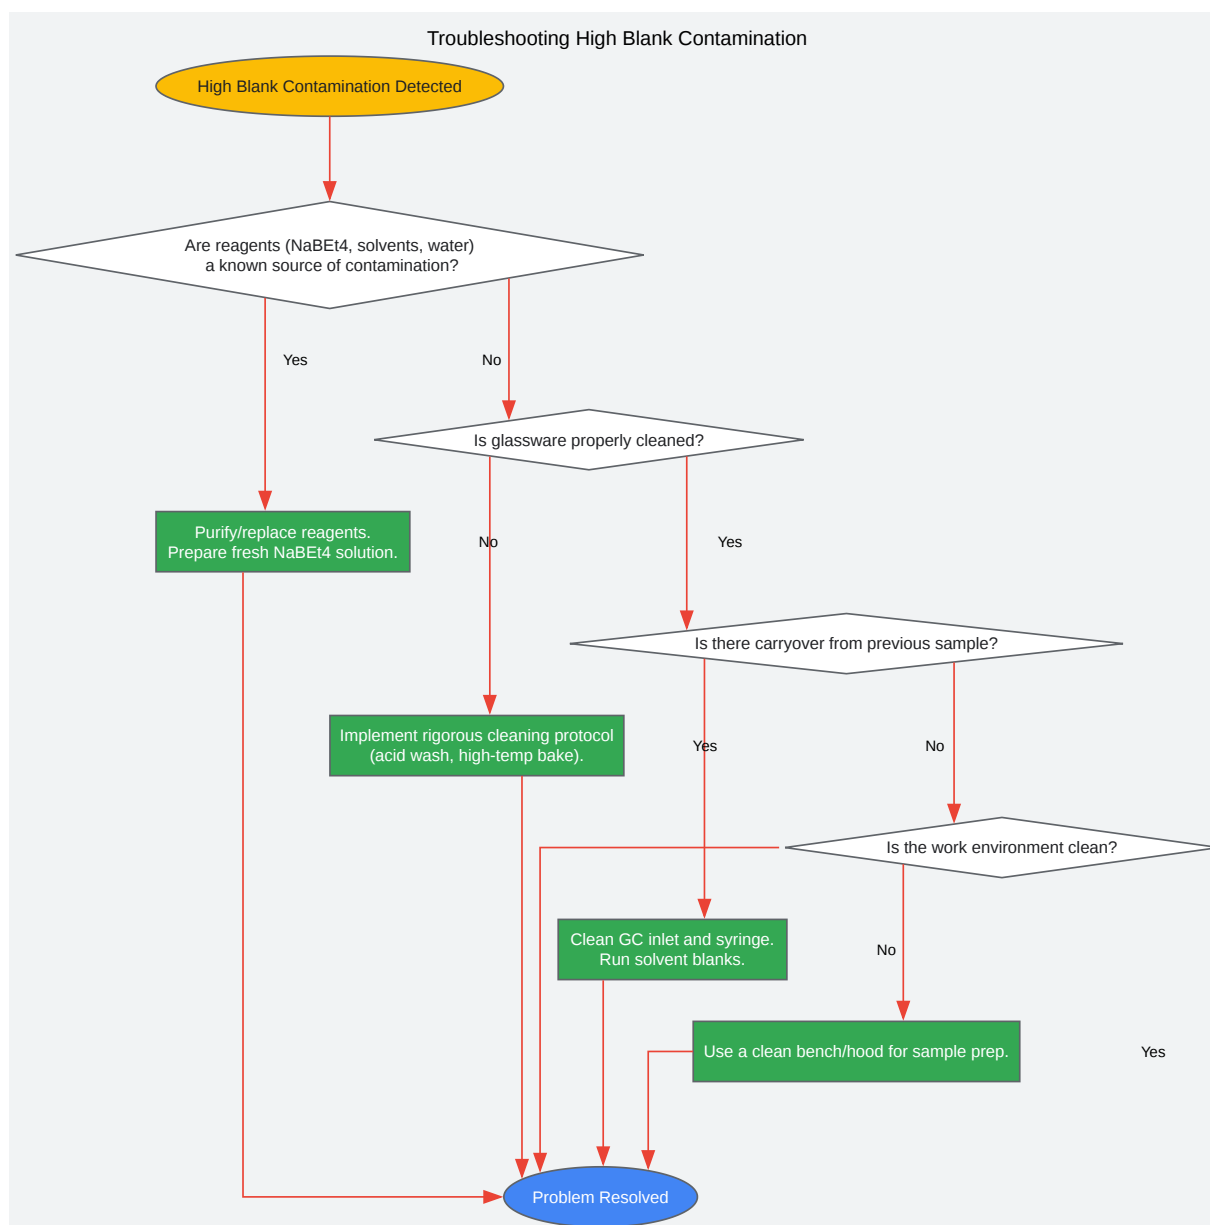 Troubleshooting High Blank Contamination
High Blank Contamination Detected
Are reagents (NaBEt4, solvents, water)
a known source of contamination?
Yes
No
Is glassware properly cleaned?
Purify/replace reagents.
Prepare fresh NaBEt4 solution.
No
Yes
Is there carryover from previous sample?
Implement rigorous cleaning protocol
(acid wash, high-temp bake).
Yes
No
Is the work environment clean?
Clean GC inlet and syringe.
Run solvent blanks.
No
Use a clean bench/hood for sample prep.
Yes
Problem Resolved